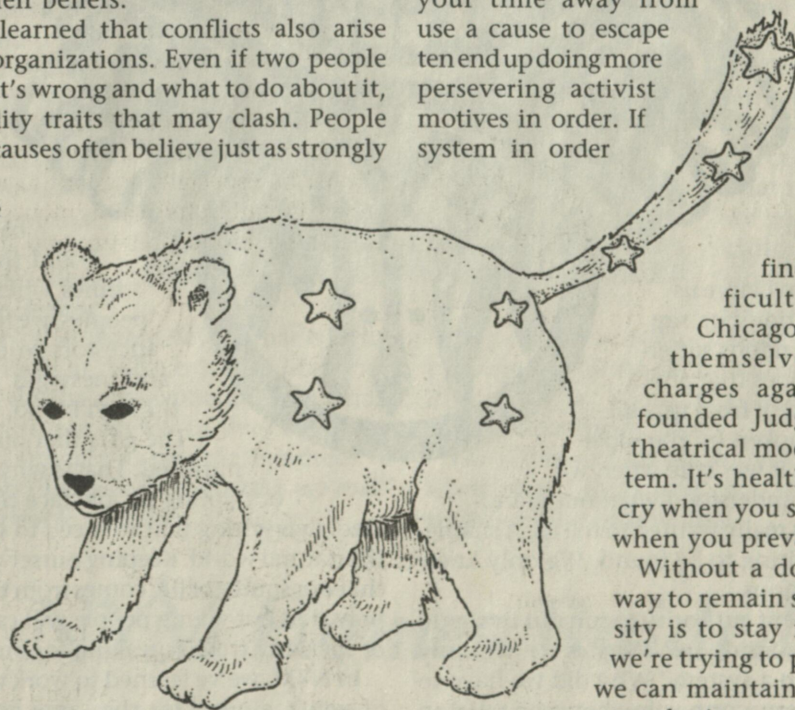 beliefs.
learned that conflicts also arise
organizations. Even if two people
t's wrong and what to do about it,
ity traits that may clash. People
causes often believe just as strongly
your time away from
use a cause to escape
ten end up doing more
persevering activist
motives in order. If
system in order
fin
ficult
Chicago
themselv
charges aga
founded Jud
theatrical mo
tem. It's healt
cry when you s
when you prev
Without a do
way to remain s
sity is to stay
we're trying to p
we can maintain